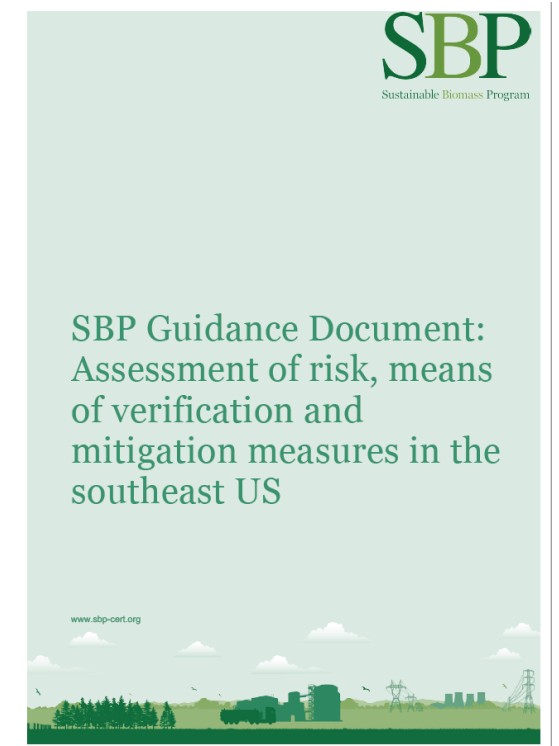 SBP
Sustainable Biomass Program
SBP Guidance Document:
Assessment of risk, means
of verification and
mitigation measures in the
southeast US
www.sbp-cert.org